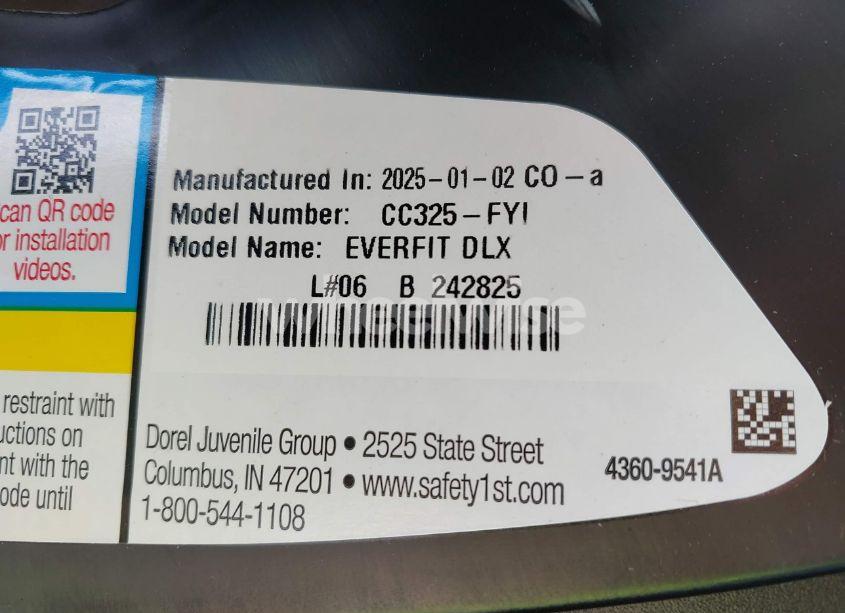 can QR code
or installation
videos.
Manufactured In: 2025-01-02 CO-a
Model Number: CC325-FYI
Model Name: EVERFIT DLX
L#06 B 242825
restraint with
uctions on
nt with the
ode until
Dorel Juvenile Group • 2525 State Street
Columbus, IN 47201 • www.safety1st.com
1-800-544-1108
4360-9541A